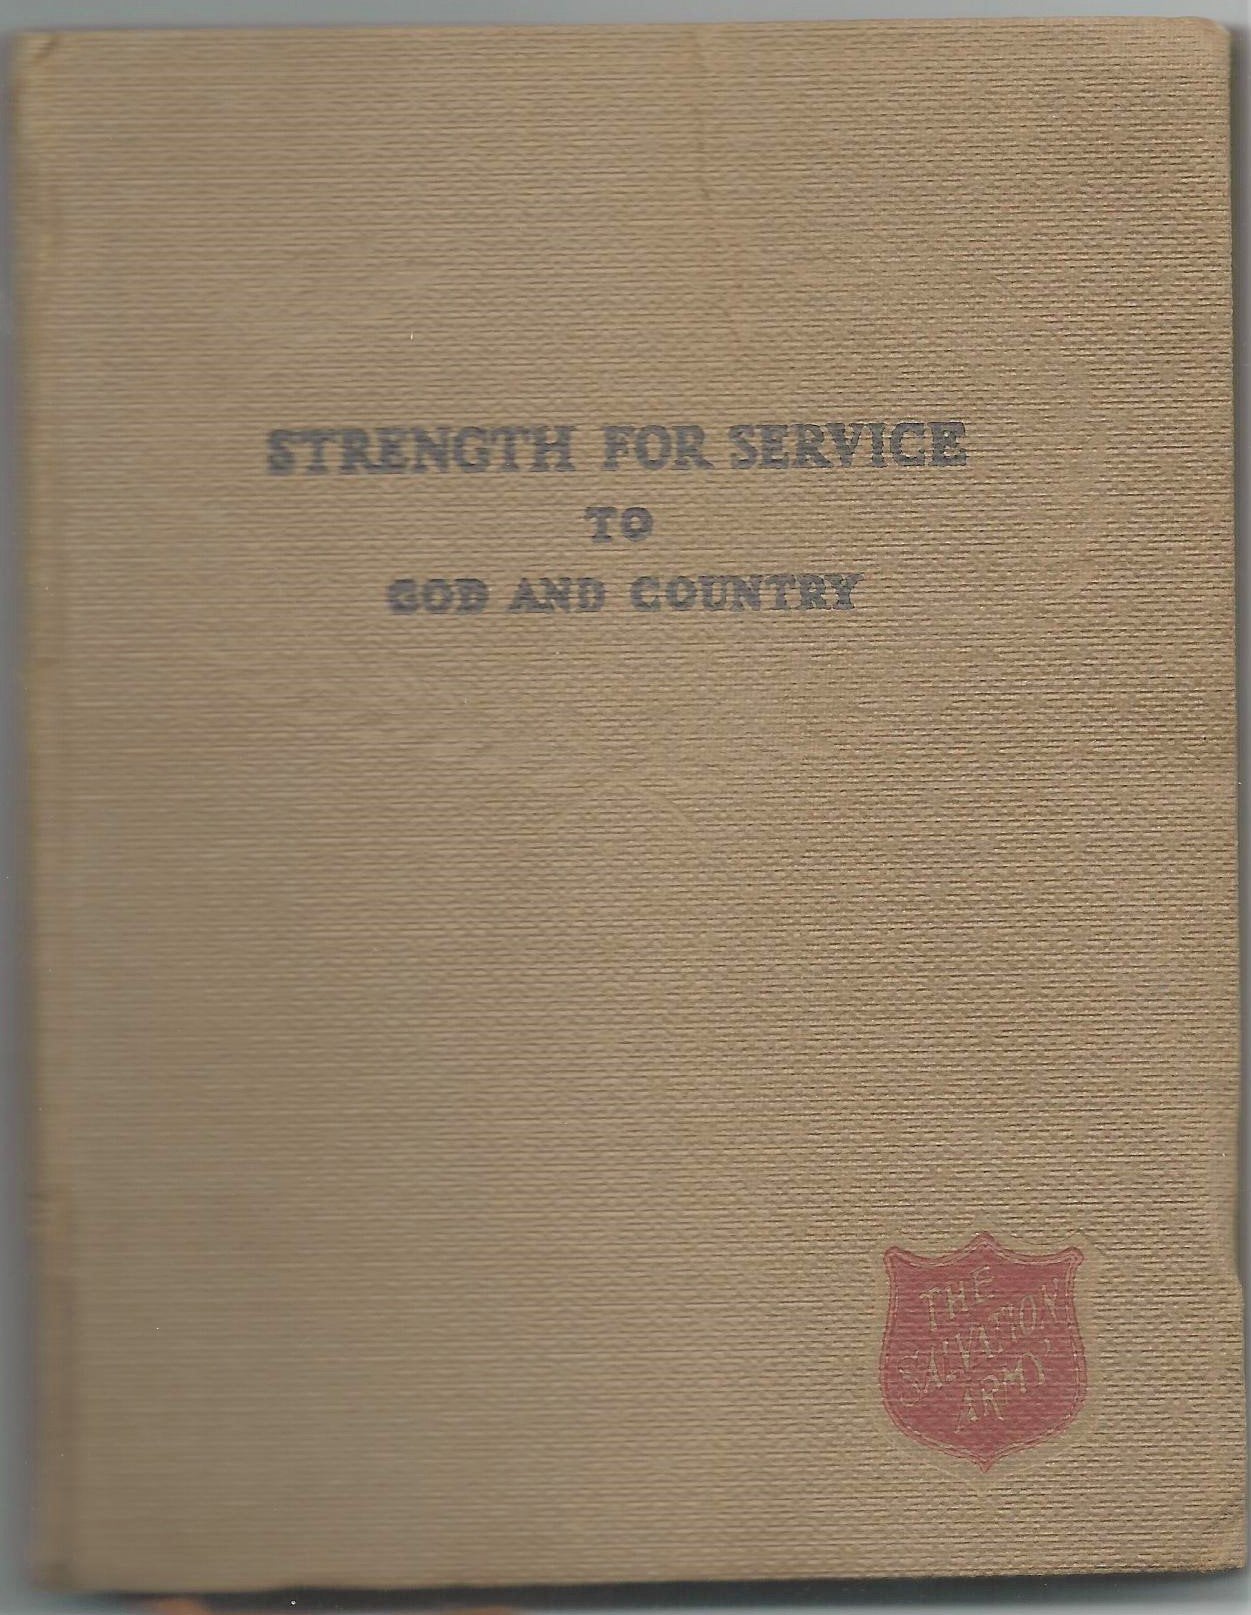 STRENGTH FOR SERVICE
TO
GOD AND COUNTRY
THE
SALVATION
ARMY